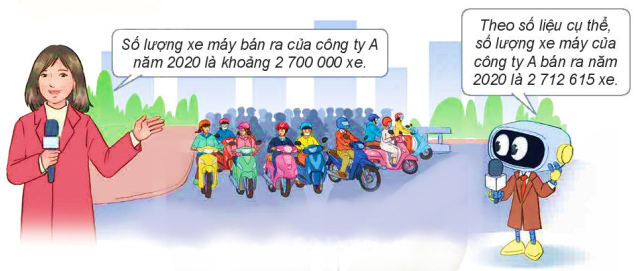 Số lượng xe máy bán ra của công ty A
năm 2020 là khoảng 2 700 000 xe.
Theo số liệu cụ thể,
số lượng xe máy của
công ty A bán ra năm
2020 là 2 712 615 xe.